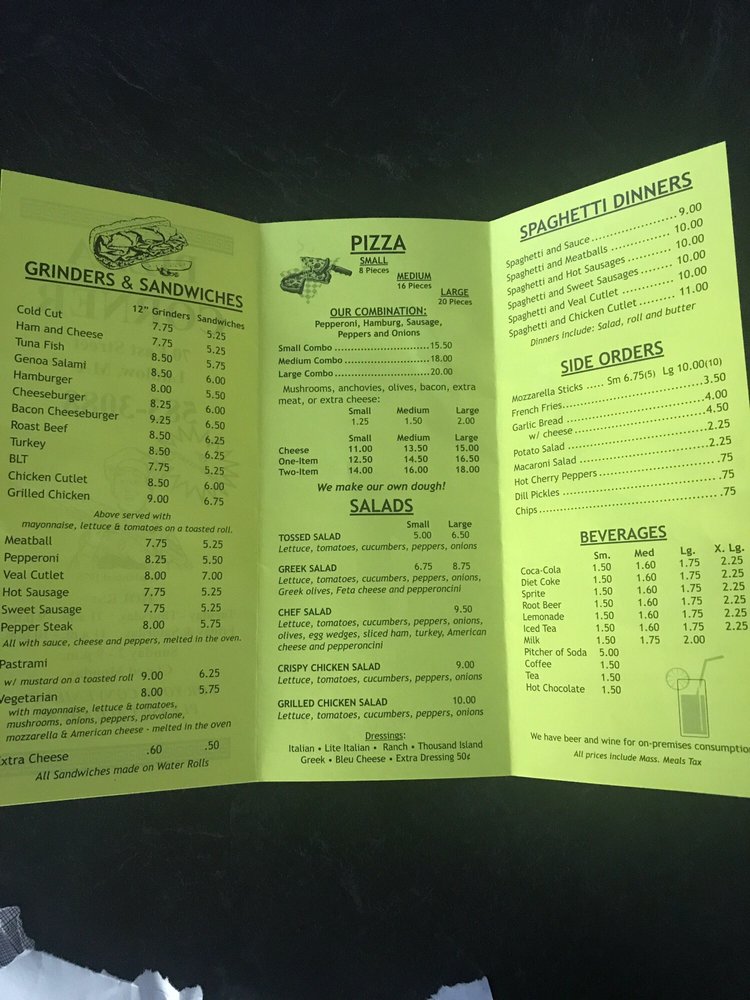 GRINDERS & SANDWICHES
12" Grinders Sandwiches
Cold Cut 7.75 5.25
Ham and Cheese 7.75 5.25
Tuna Fish 8.50 5.75
Genoa Salami 8.50 6.00
Hamburger 8.00 5.50
Cheeseburger 8.25 6.00
Bacon Cheeseburger 9.25 6.50
Roast Beef 8.50 6.25
Turkey 8.50 6.25
BLT 7.75 5.25
Chicken Cutlet 8.50 6.00
Grilled Chicken 9.00 6.75
Above served with
mayonnaise, lettuce & tomatoes on a toasted roll.
Meatball 7.75 5.25
Pepperoni 8.25 5.50
Veal Cutlet 8.00 7.00
Hot Sausage 7.75 5.25
Sweet Sausage 7.75 5.25
Pepper Steak 8.00 5.75
All with sauce, cheese and peppers, melted in the oven.
Pastrami
w/ mustard on a toasted roll 9.00 6.25
Vegetarian 8.00 5.75
with mayonnaise, lettuce & tomatoes,
mushrooms, onions, peppers, provolane,
mozzarella & American cheese - melted in the oven
Extra Cheese .60 .50
All Sandwiches made on Water Rolls
PIZZA
SMALL
8 Pieces
MEDIUM
16 Pieces
LARGE
20 Pieces
OUR COMBINATION:
Pepperoni, Hamburg, Sausage,
Peppers and Onions
Small Combo ..............................15.50
Medium Combo ..........................18.00
Large Combo..............................20.00
Mushrooms, anchovies, olives, bacon, extra
meat, or extra cheese:
Small Medium Large
1.25 1.50 2.00
Small Medium Large
Cheese 11.00 13.50 15.00
One-Item 12.50 14.50 16.50
Two-Item 14.00 16.00 18.00
We make our own dough!
SALADS
Small Large
TOSSED SALAD 5.00 6.50
Lettuce, tomatoes, cucumbers, peppers, onions
GREEK SALAD 6.75 8.75
Lettuce, tomatoes, cucumbers, peppers, onions,
Greek olives, Feta cheese and pepperoncini
CHEF SALAD 9.50
Lettuce, tomatoes, cucumbers, peppers, onions,
olives, egg wedges, sliced ham, turkey, American
cheese and pepperoncini
CRISPY CHICKEN SALAD 9.00
Lettuce, tomatoes, cucumbers, peppers, onions
GRILLED CHICKEN SALAD 10.00
Lettuce, tomatoes, cucumbers, peppers, onions
Dressings:
Italian • Lite Italian • Ranch • Thousand Island
Greek • Bleu Cheese • Extra Dressing 50¢
SPAGHETTI DINNERS
Spaghetti and Sauce.....................9.00
Spaghetti and Meatballs ..............10.00
Spaghetti and Hot Sausages ..........10.00
Spaghetti and Sweet Sausages .......10.00
Spaghetti and Veal Cutlet ............10.00
Spaghetti and Chicken Cutlet ........11.00
Dinners include: Salad, roll and butter
SIDE ORDERS
Mozzarella Sticks ..... Sm 6.75(5) Lg 10.00(10)
French Fries..............................3.50
Garlic Bread ..............................4.00
w/ cheese ..............................4.50
Potato Salad ..............................2.25
Macaroni Salad ...........................2.25
Hot Cherry Peppers........................75
Dill Pickles ..................................75
Chips..........................................75
BEVERAGES
Sm. Med Lg. X. Lg.
Coca-Cola 1.50 1.60 1.75 2.25
Diet Coke 1.50 1.60 1.75 2.25
Sprite 1.50 1.60 1.75 2.25
Root Beer 1.50 1.60 1.75 2.25
Lemonade 1.50 1.60 1.75 2.25
Iced Tea 1.50 1.60 1.75 2.25
Milk 1.50 1.75 2.00
Pitcher of Soda 5.00
Coffee 1.50
Tea 1.50
Hot Chocolate 1.50
We have beer and wine for on-premises consumption
All prices include Mass. Meals Tax